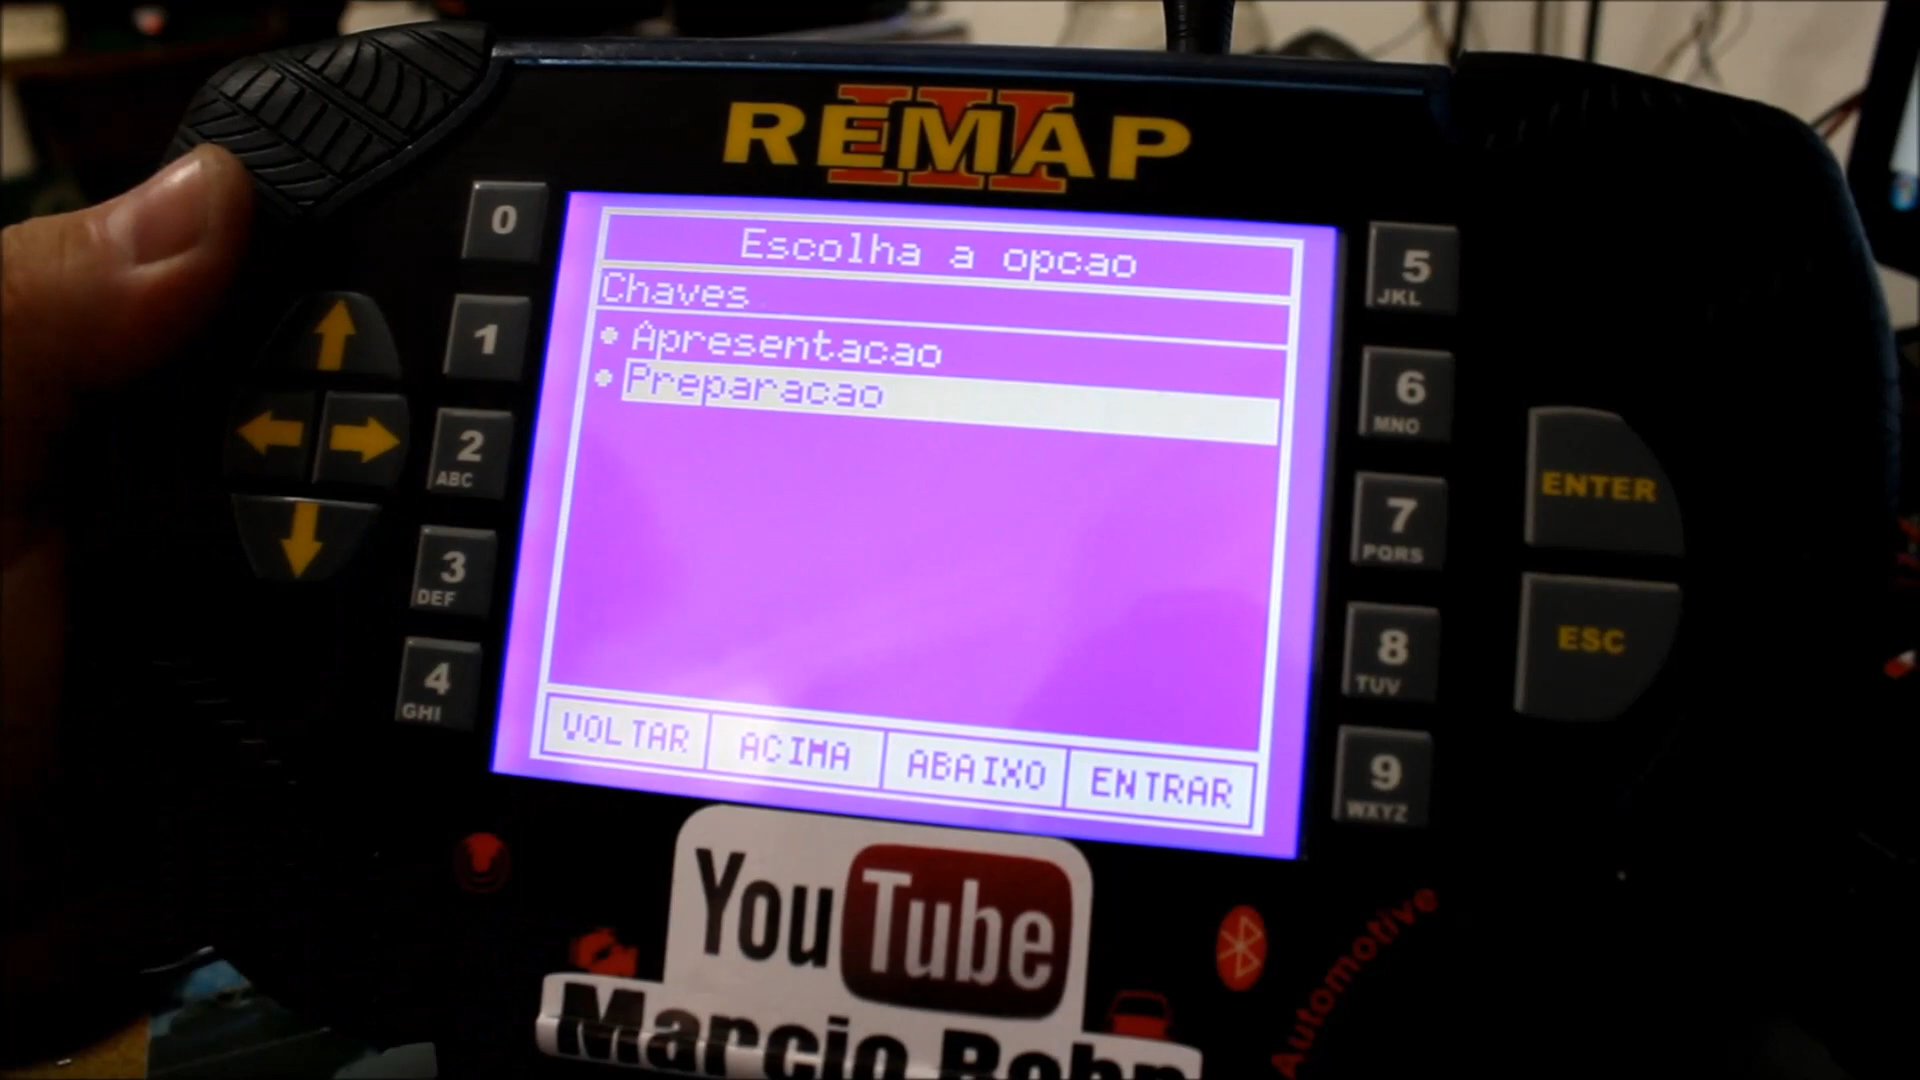 REMAP
III
Escolha a opcao
Chaves
Apresentacao
Preparacao
VOLTAR ACIMA ABAIXO ENTRAR
0
1
2
ABC
3
DEF
4
GHI
5
JKL
6
MNO
7
PQRS
8
TUV
9
WXYZ
ENTER
ESC
YouTube
Marcio
Automotive